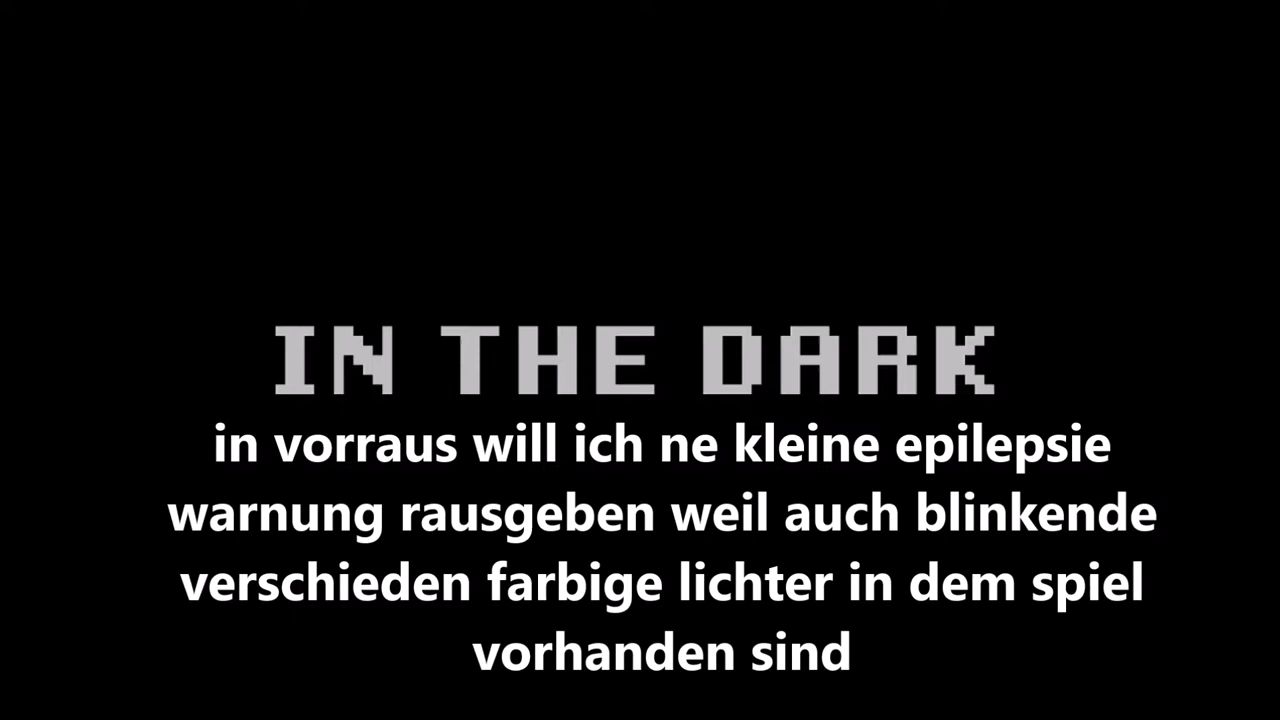 IN THE DARK
in vorraus will ich ne kleine epilepsie
warnung rausgeben weil auch blinkende
verschieden farbige lichter in dem spiel
vorhanden sind